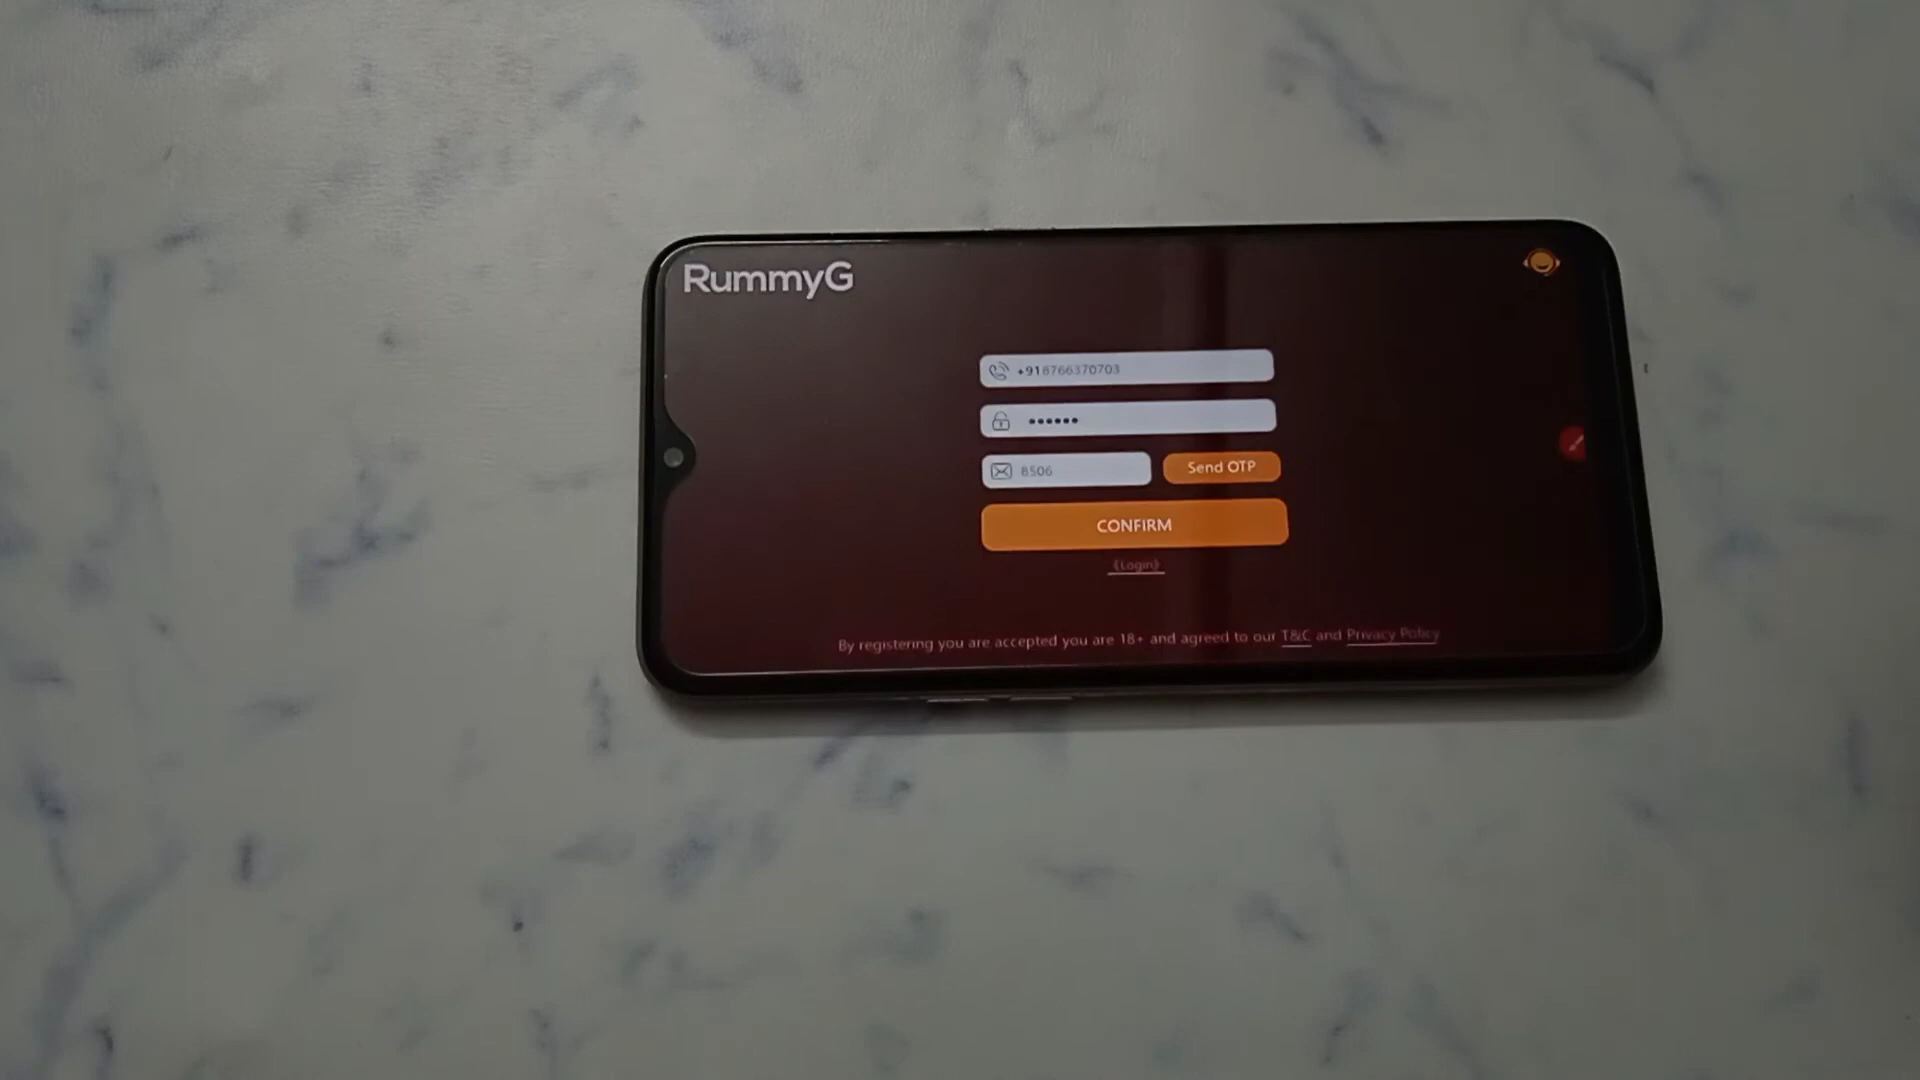 RummyG
+918766370703
••••••
8506
Send OTP
CONFIRM
(Login)
By registering you are accepted you are 18+ and agreed to our T&C and Privacy Policy